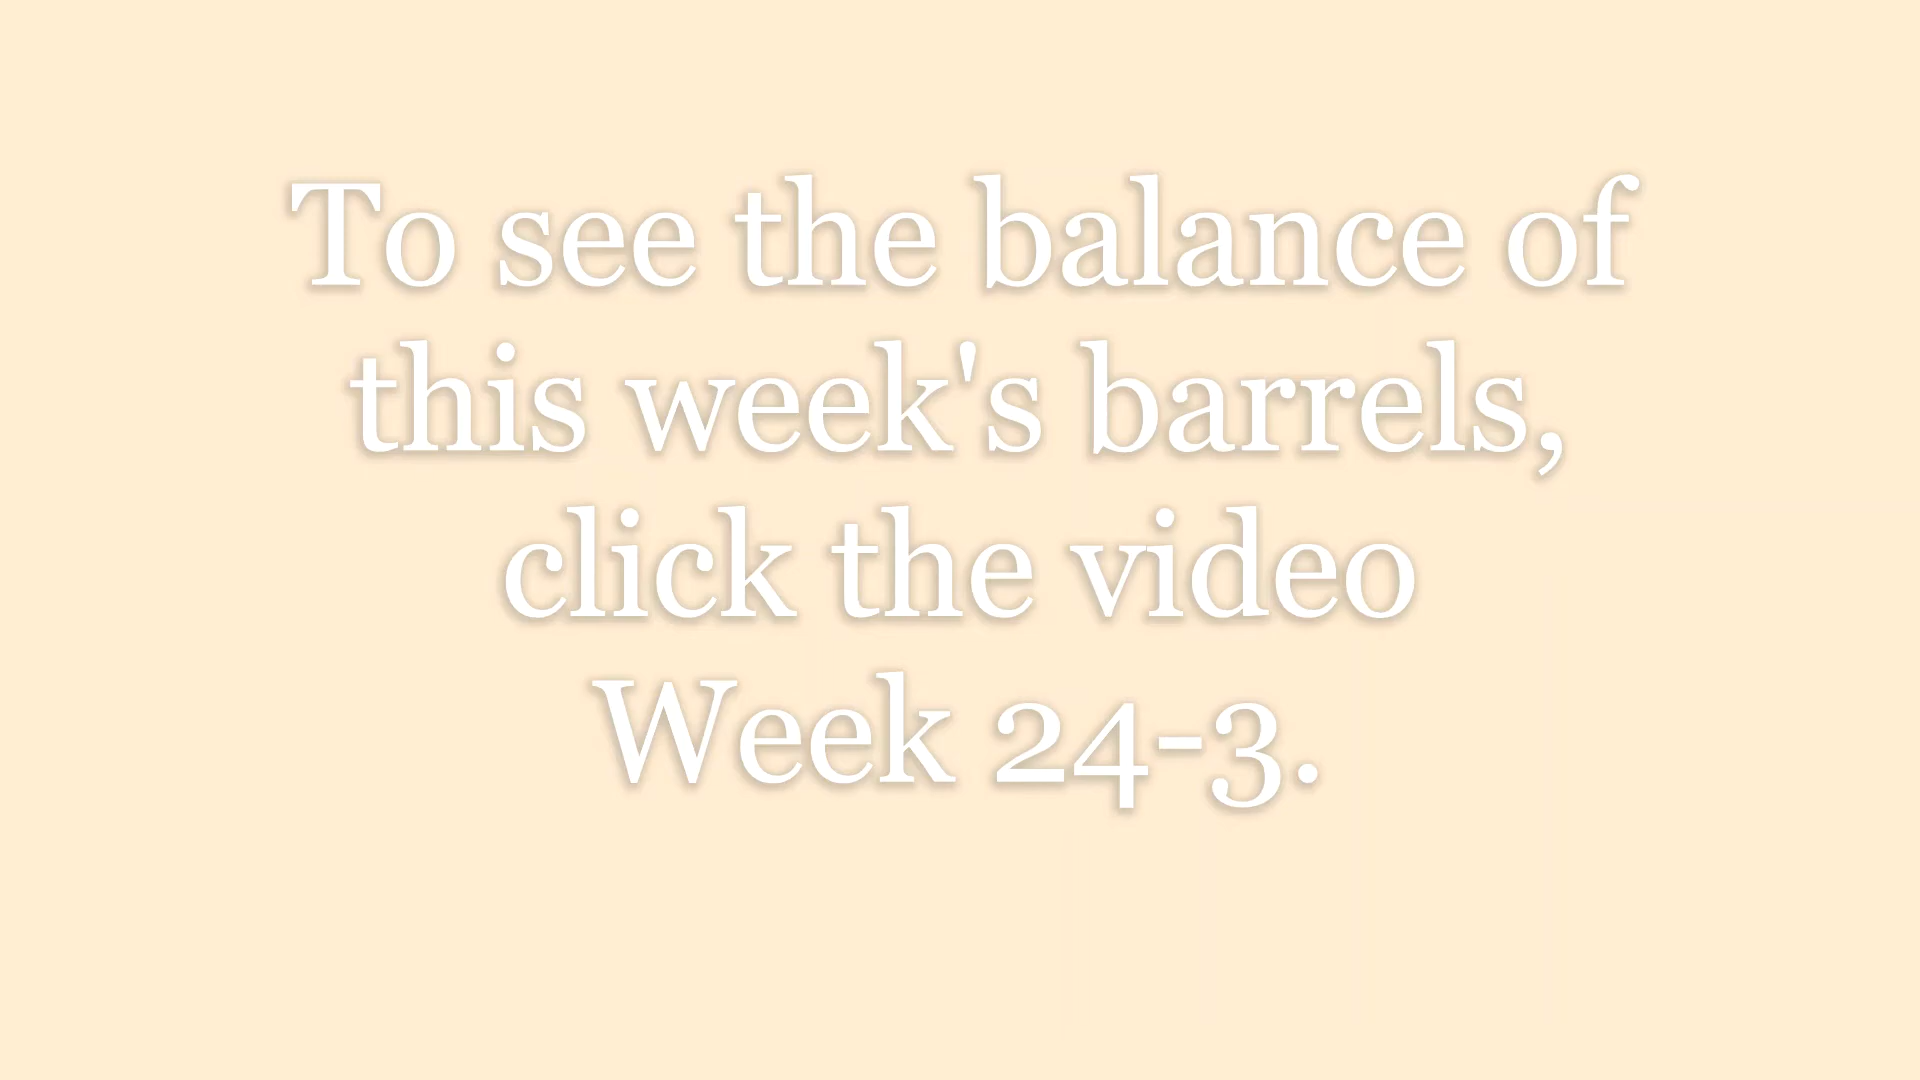 To see the balance of
this week's barrels,
click the video
Week 24-3.